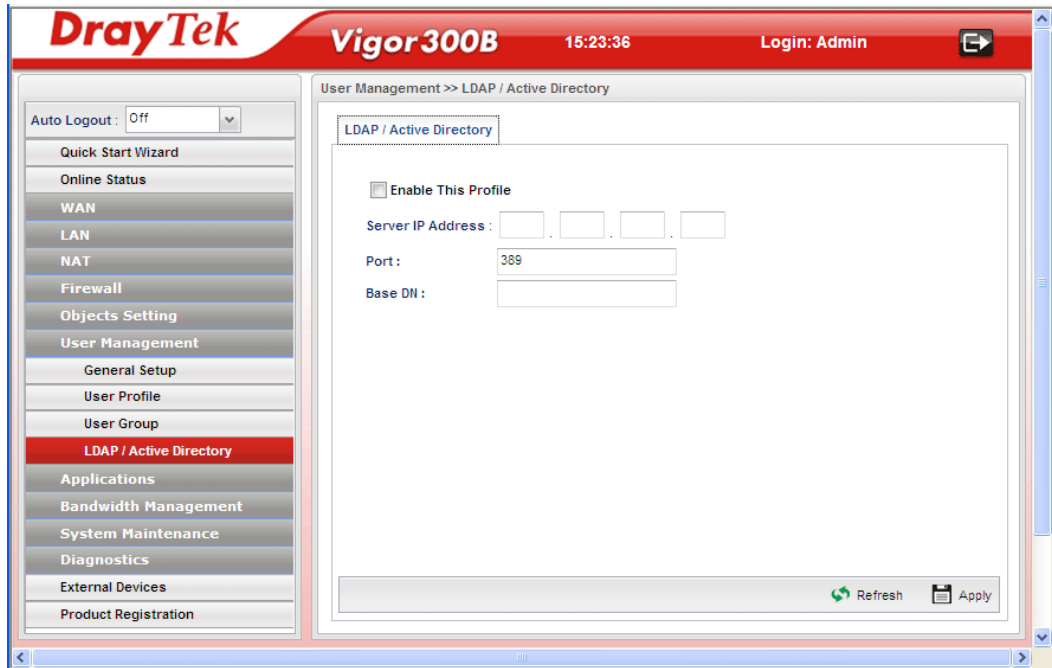 DrayTek
Vigor300B 15:23:36 Login: Admin
User Management >> LDAP / Active Directory
Auto Logout : Off
Quick Start Wizard
Online Status
WAN
LAN
NAT
Firewall
Objects Setting
User Management
General Setup
User Profile
User Group
LDAP / Active Directory
Applications
Bandwidth Management
System Maintenance
Diagnostics
External Devices
Product Registration
LDAP / Active Directory
Enable This Profile
Server IP Address : . . .
Port : 389
Base DN :
Refresh Apply